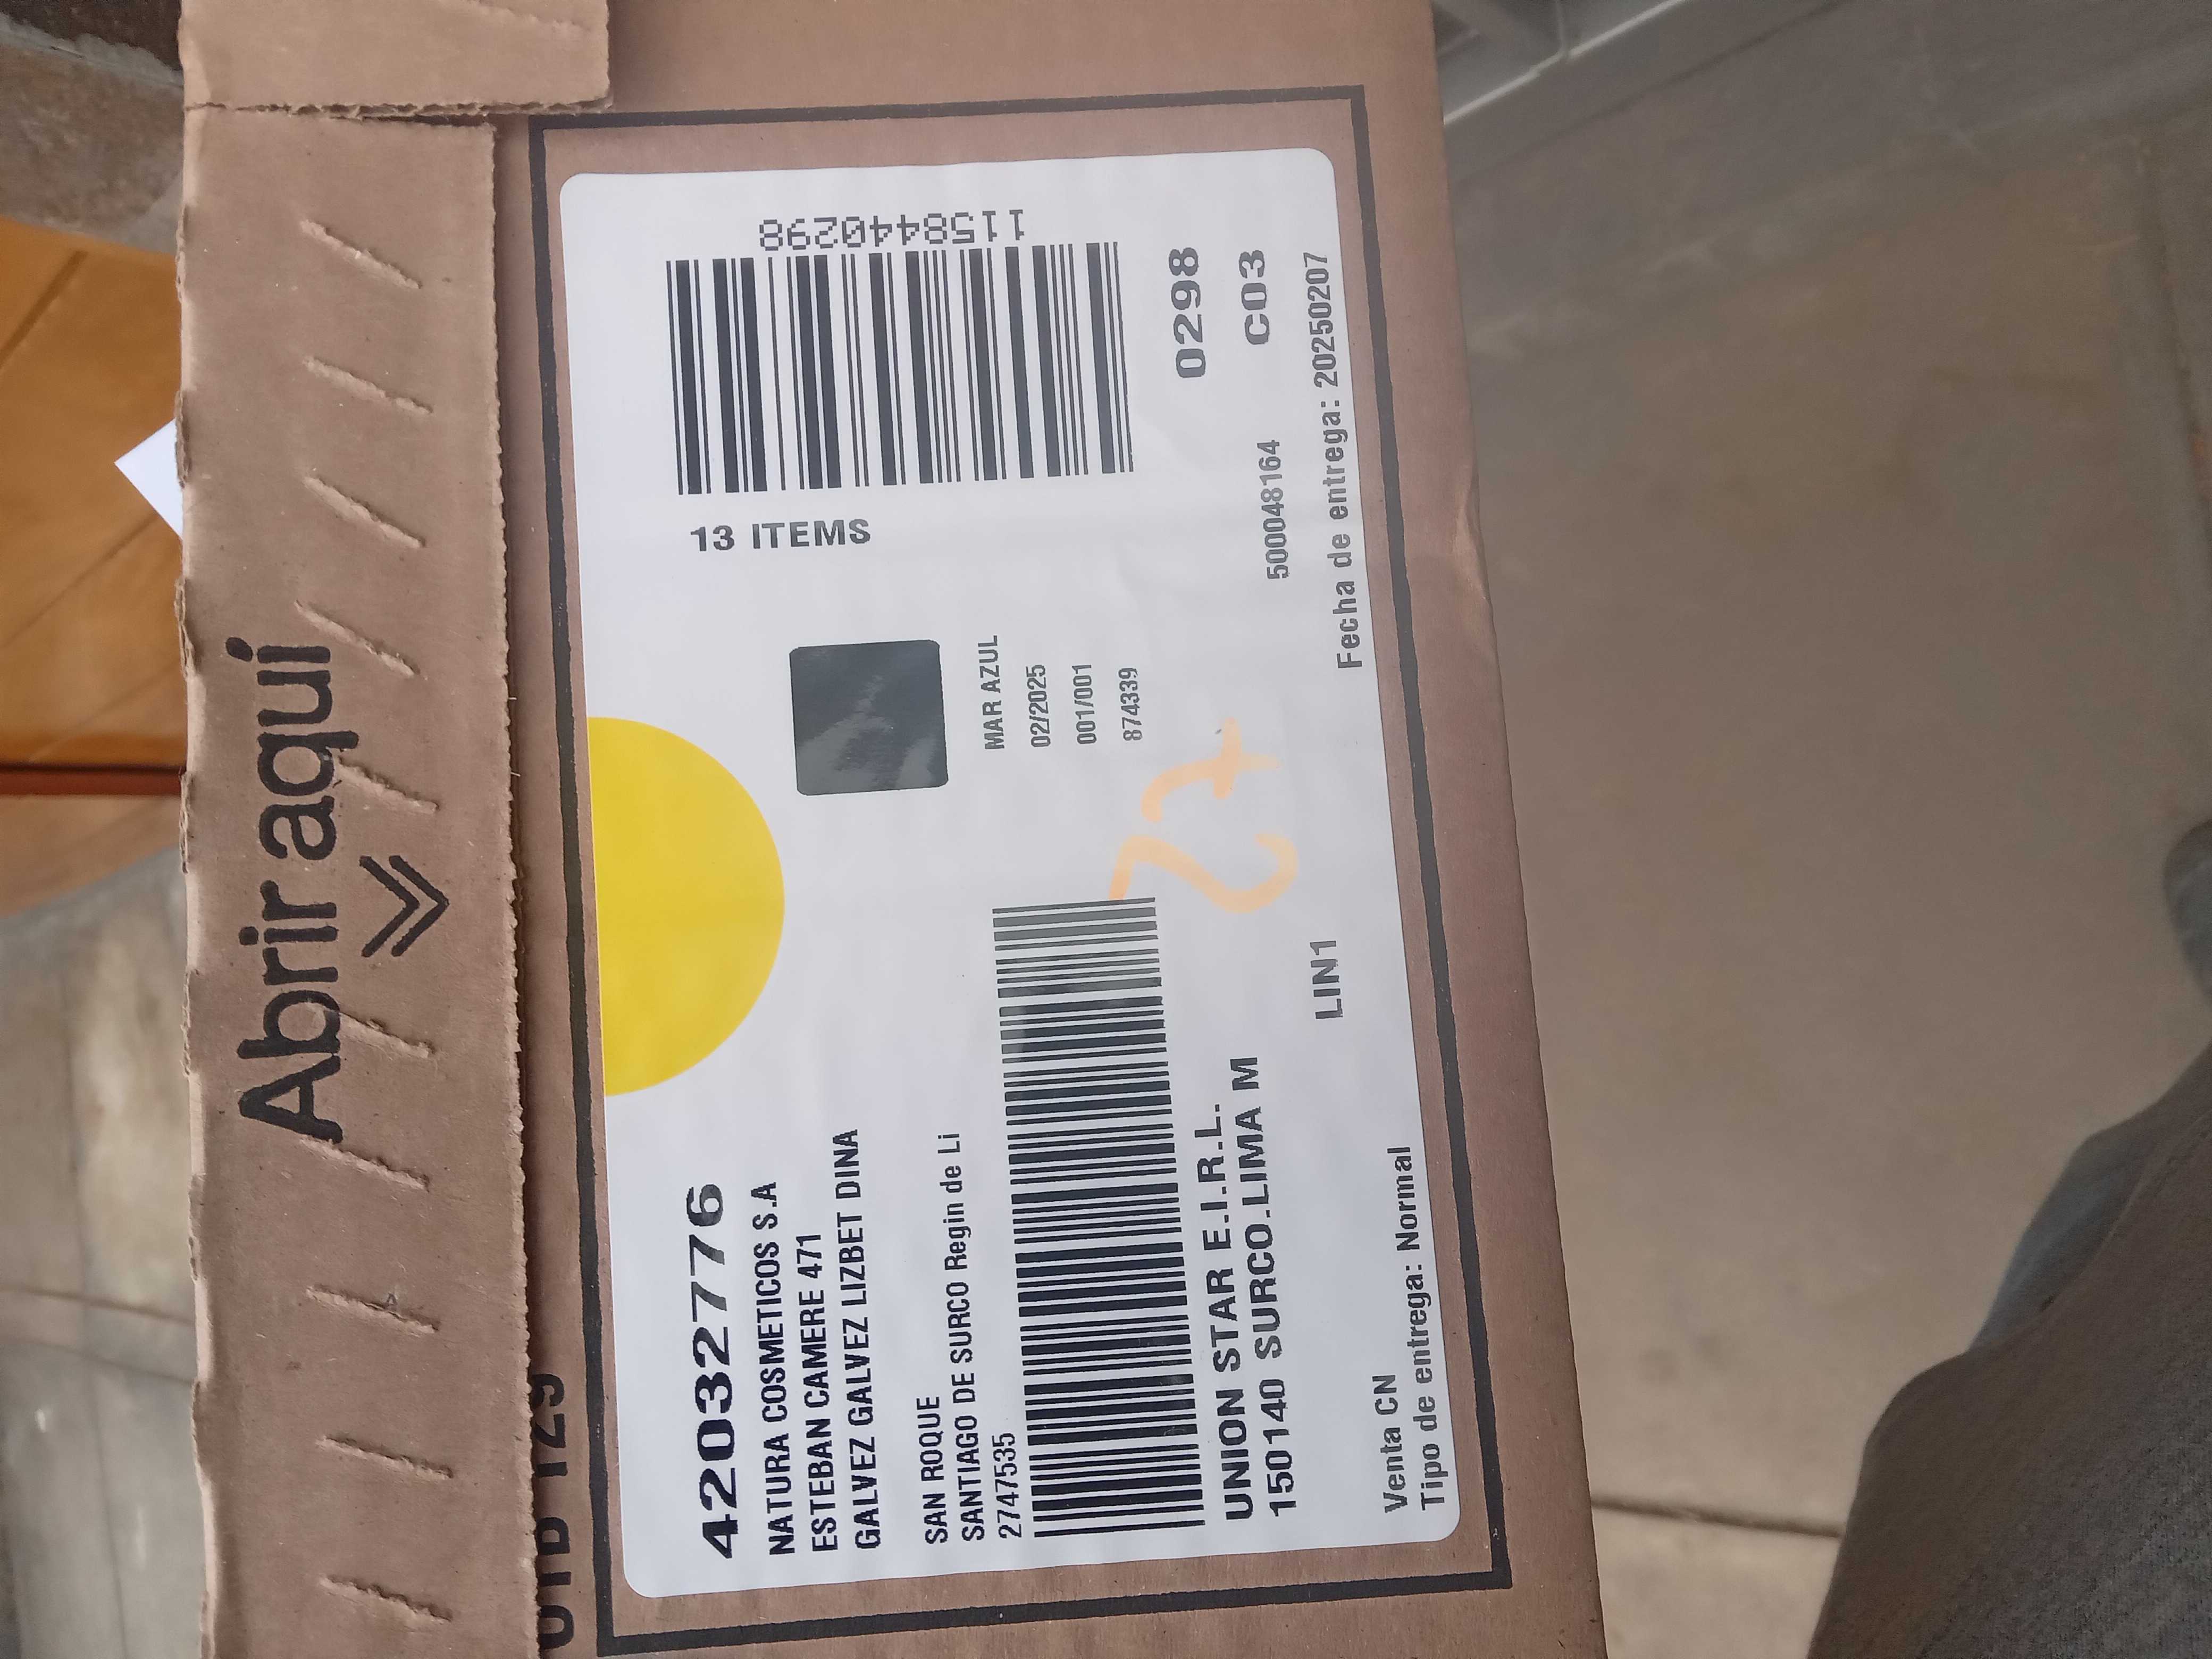 Abrir aquí
42032776
NATURA COSMETICOS S.A
ESTEBAN CAMERE 471
GALVEZ GALVEZ LIZBET DINA
SAN ROQUE
SANTIAGO DE SURCO Regin de Li
2747535
UNION STAR E.I.R.L.
150140 SURCO.LIMA M
LIN1
Venta CN
Tipo de entrega: Normal
MAR AZUL
02/2025
001/001
874339
13 ITEMS
1158440298
0298
C03
500048164
Fecha de entrega: 20250207